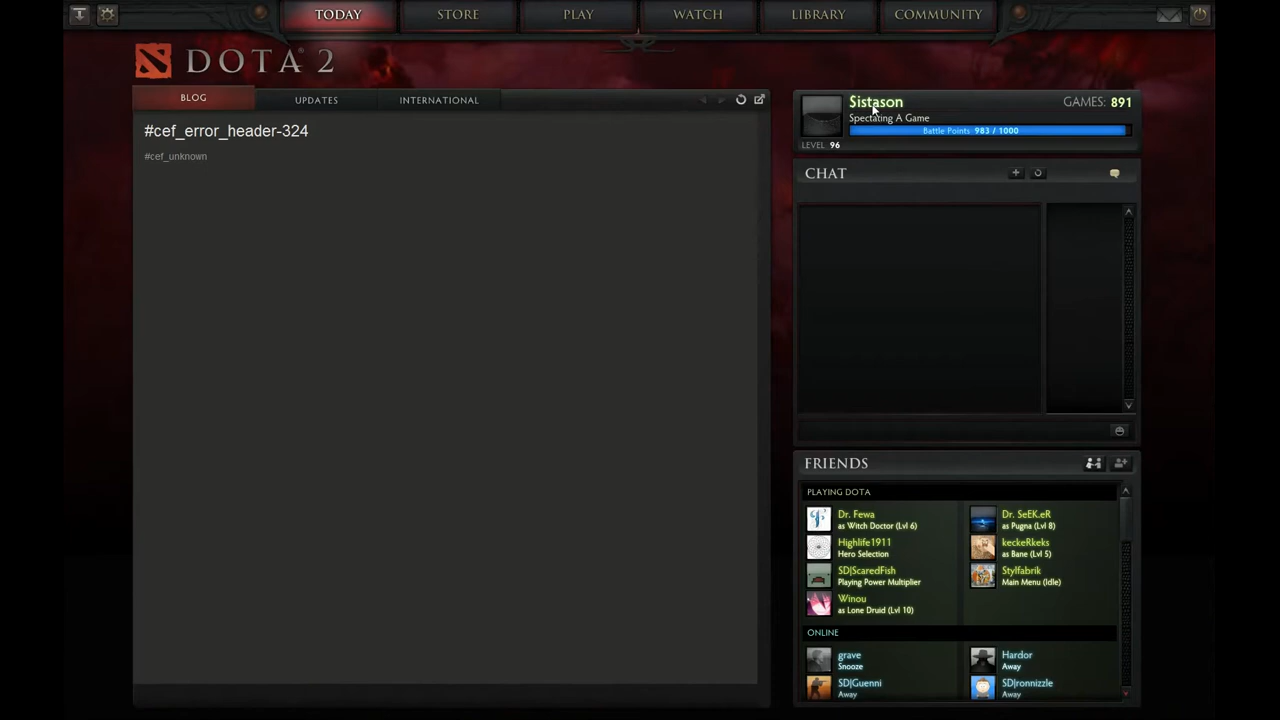 TODAY
STORE
PLAY
WATCH
LIBRARY
COMMUNITY
DOTA® 2
BLOG
UPDATES
INTERNATIONAL
#cef_error_header-324
#cef_unknown
Sistason
GAMES: 891
Spectating A Game
Battle Points 983 / 1000
LEVEL: 96
CHAT
FRIENDS
PLAYING DOTA
Dr. Fewa
as Witch Doctor (Lvl 6)
Dr. SeEK.eR
as Pugna (Lvl 8)
Highlife1911
Hero Selection
keckeRkeks
as Bane (Lvl 5)
SD|ScaredFish
Playing Power Multiplier
Stylfabrik
Main Menu (Idle)
Winou
as Lone Druid (Lvl 10)
ONLINE
grave
Snooze
Hardor
Away
SD|Guenni
Away
SD|ronnizzle
Away